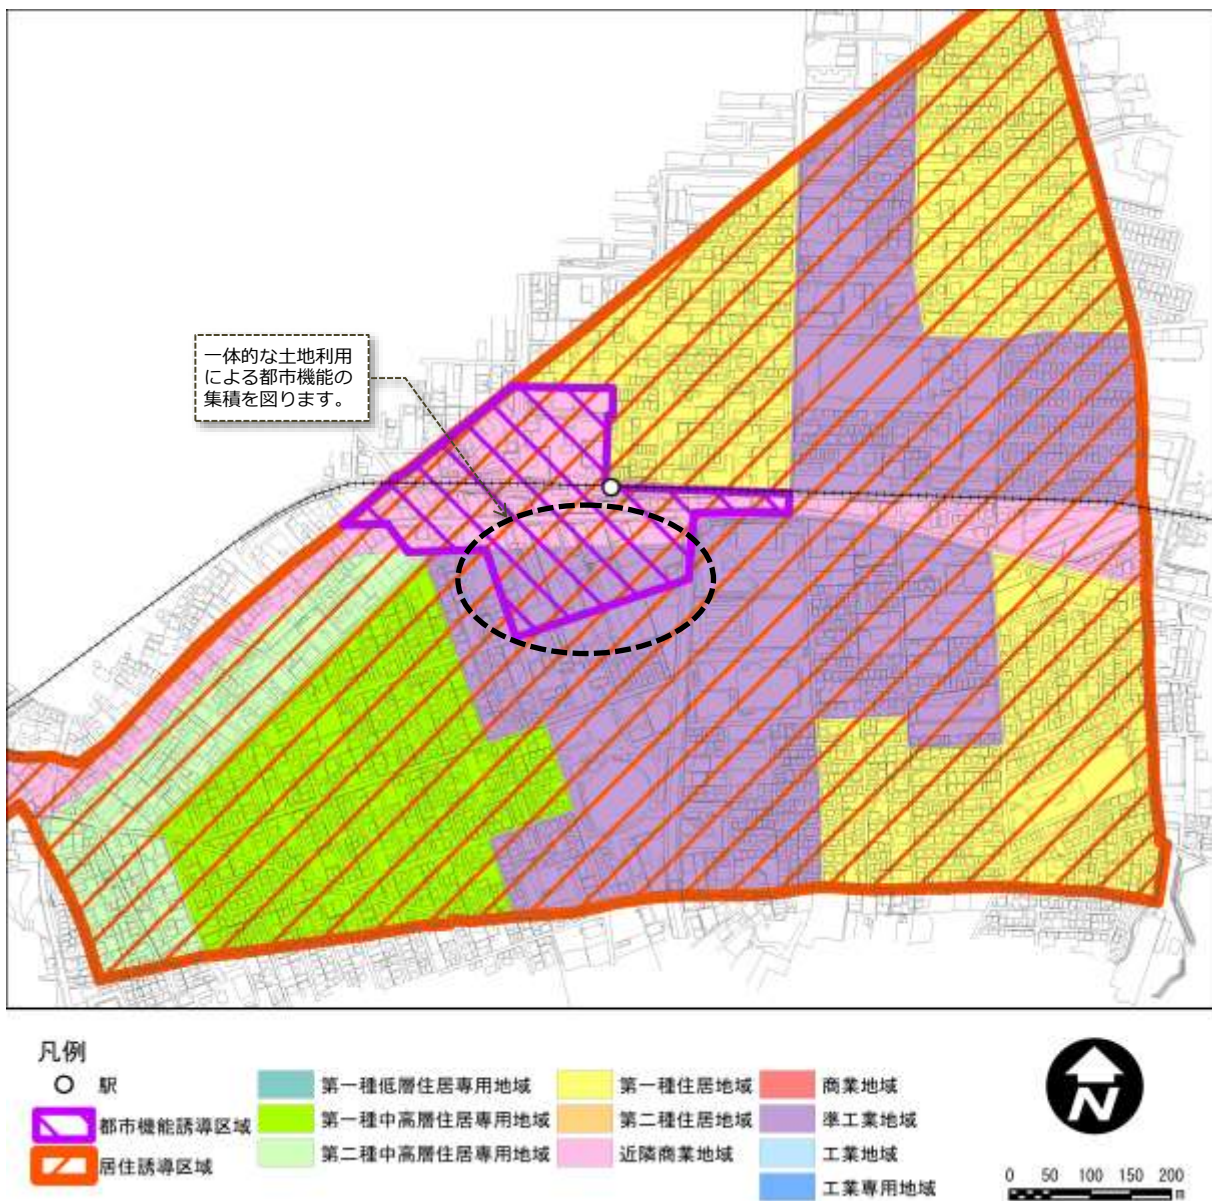 一体的な土地利用
による都市機能の
集積を図ります。
凡例
駅
都市機能誘導区域
居住誘導区域
第一種低層住居専用地域
第一種中高層住居専用地域
第二種中高層住居専用地域
第一種住居地域
第二種住居地域
近隣商業地域
商業地域
準工業地域
工業地域
工業専用地域
N
0 50 100 150 200
m